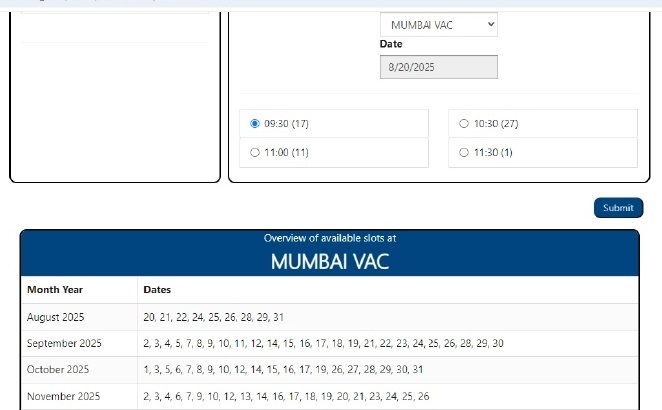 MUMBAI VAC
Date
8/20/2025
09:30 (17)
10:30 (27)
11:00 (11)
11:30 (1)
Submit
Overview of available slots at
MUMBAI VAC
Month Year Dates
August 2025 20, 21, 22, 24, 25, 26, 28, 29, 31
September 2025 2, 3, 4, 5, 7, 8, 9, 10, 11, 12, 14, 15, 16, 17, 18, 19, 21, 22, 23, 24, 25, 26, 28, 29, 30
October 2025 1, 3, 5, 6, 7, 8, 9, 10, 12, 14, 15, 16, 17, 19, 26, 27, 28, 29, 30, 31
November 2025 2, 3, 4, 6, 7, 9, 10, 12, 13, 14, 16, 17, 18, 19, 20, 21, 23, 24, 25, 26